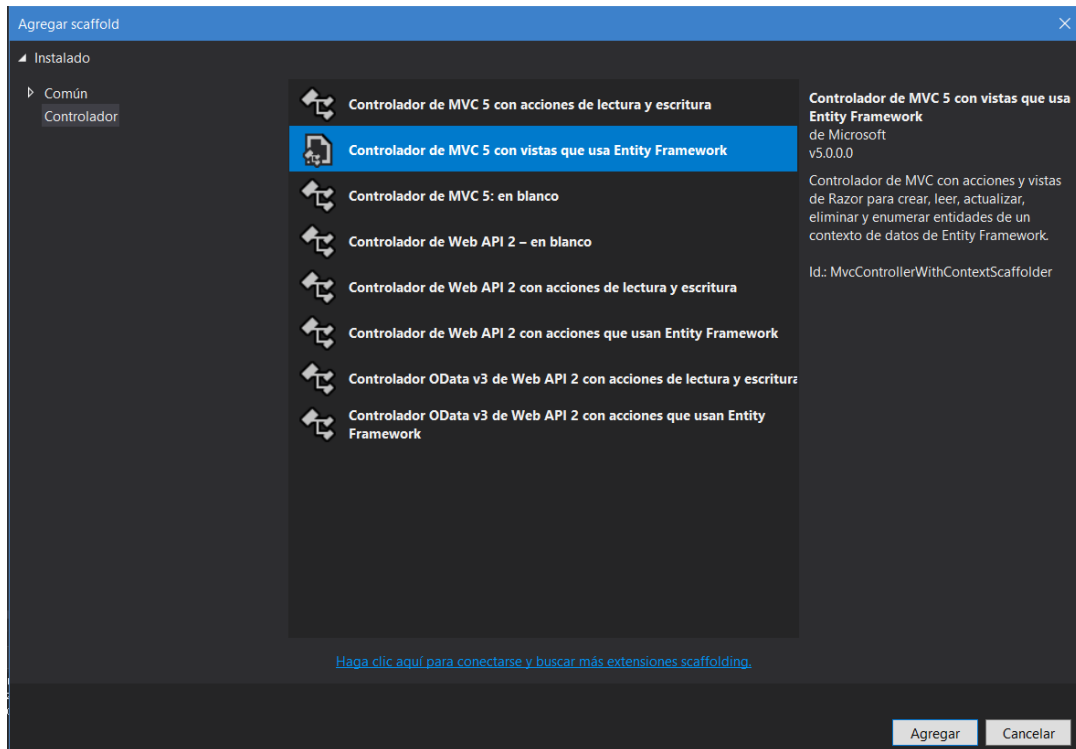 Agregar scaffold
Instalado
Común
Controlador
Controlador de MVC 5 con acciones de lectura y escritura
Controlador de MVC 5 con vistas que usa Entity Framework
Controlador de MVC 5: en blanco
Controlador de Web API 2 – en blanco
Controlador de Web API 2 con acciones de lectura y escritura
Controlador de Web API 2 con acciones que usan Entity Framework
Controlador OData v3 de Web API 2 con acciones de lectura y escritura
Controlador OData v3 de Web API 2 con acciones que usan Entity
Framework
Controlador de MVC 5 con vistas que usa
Entity Framework
de Microsoft
v5.0.0.0
Controlador de MVC con acciones y vistas
de Razor para crear, leer, actualizar,
eliminar y enumerar entidades de un
contexto de datos de Entity Framework.
Id.: MvcControllerWithContextScaffolder
Haga clic aquí para conectarse y buscar más extensiones scaffolding.
Agregar
Cancelar